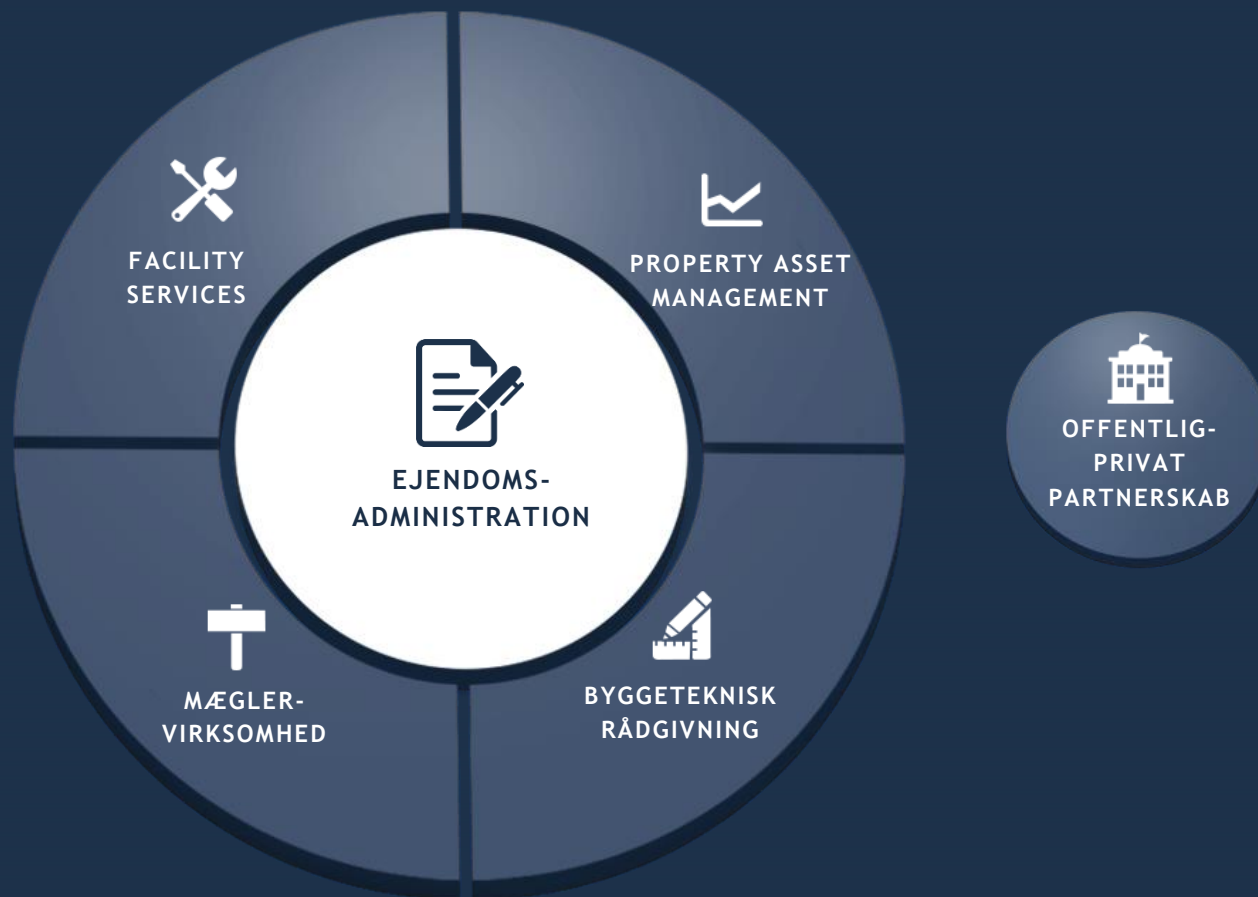 FACILITY
SERVICES
PROPERTY ASSET
MANAGEMENT
EJENDOMS-
ADMINISTRATION
MÆGLER-
VIRKSOMHED
BYGGETEKNISK
RÅDGIVNING
OFFENTLIG-
PRIVAT
PARTNERSKAB